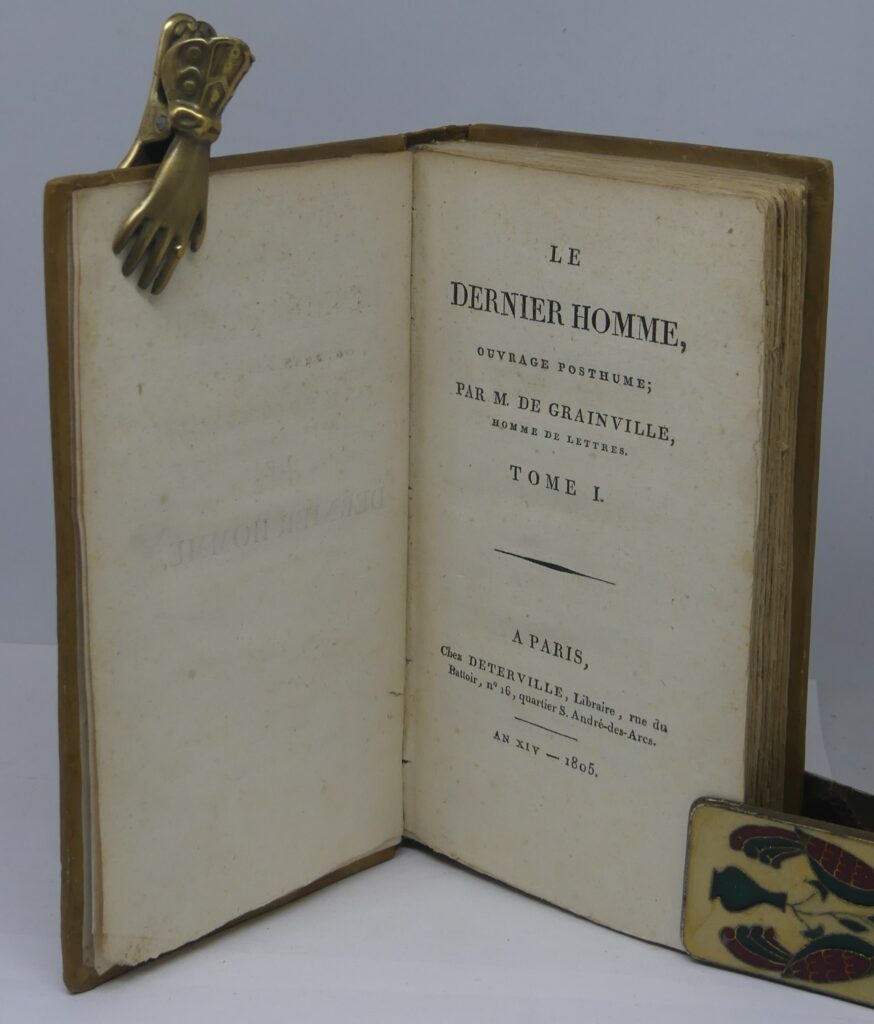 LE
DERNIER HOMME,
OUVRAGE POSTHUME;
PAR M. DE GRAINVILLE,
HOMME DE LETTRES.
TOME I.
A PARIS,
Chez DETERVILLE, Libraire, rue du
Battoir, nº 16, quartier S. André-des-Arcs.
AN XIV — 1805.